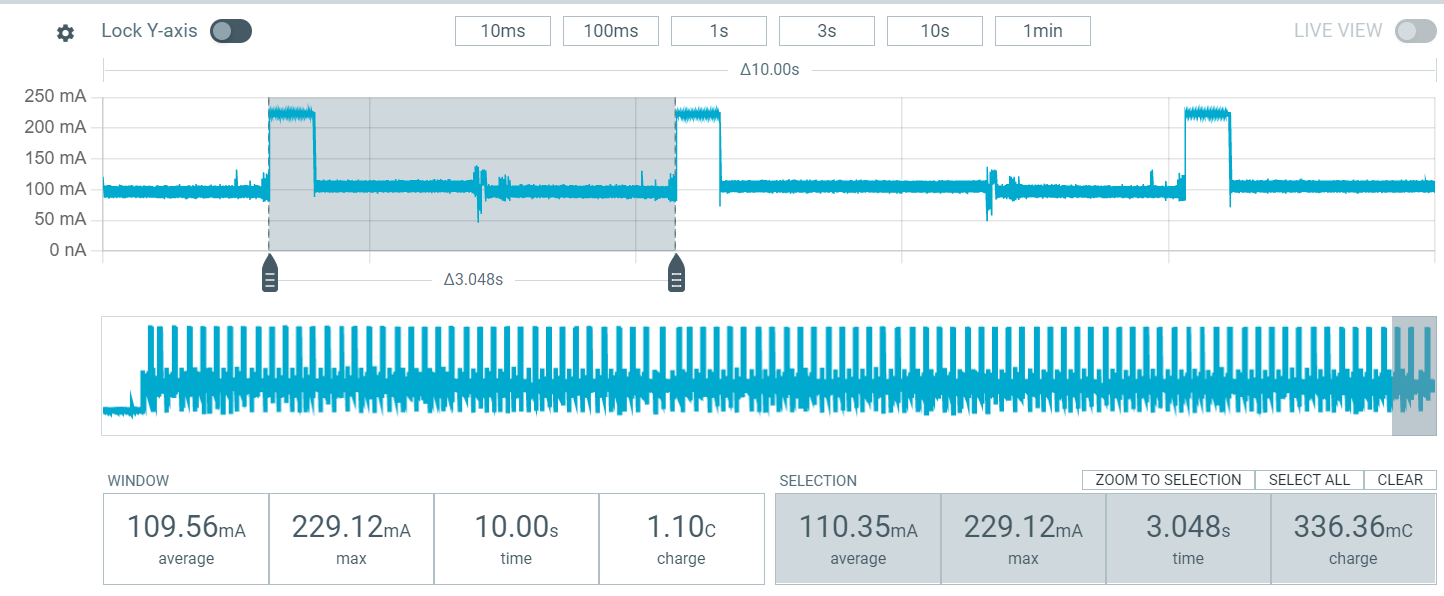 Lock Y-axis 10ms 100ms 1s 3s 10s 1min LIVE VIEW
Δ10.00s
250 mA
200 mA
150 mA
100 mA
50 mA
0 nA
Δ3.048s
WINDOW
109.56mA 229.12mA 10.00s 1.10C
average max time charge
SELECTION ZOOM TO SELECTION SELECT ALL CLEAR
110.35mA 229.12mA 3.048s 336.36mC
average max time charge